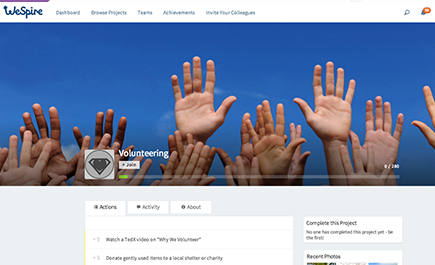 WeSpire
Dashboard Browse Projects Teams Achievements Invite Your Colleagues
Volunteering
+ Join
0 / 280
Actions Activity About
Complete this Project
No one has completed this project yet - be
the first!
Watch a TedX video on "Why We Volunteer"
Donate gently used items to a local shelter or charity
Recent Photos